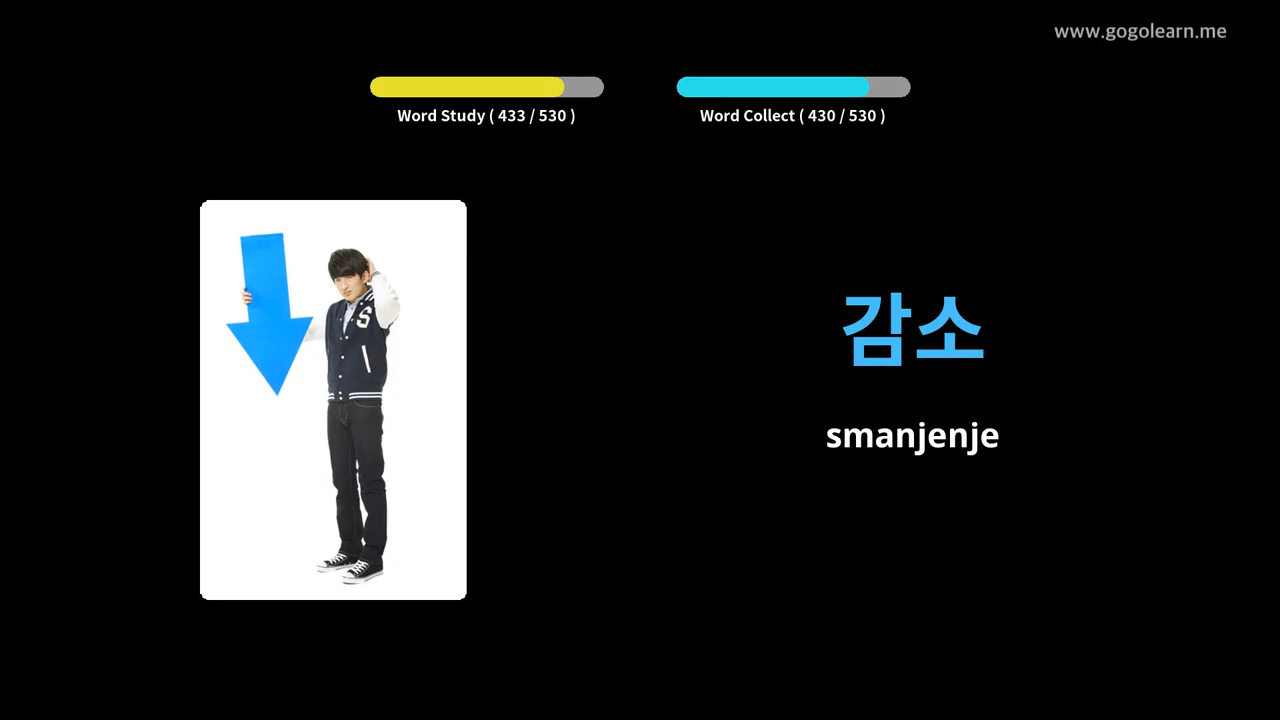 www.gogolearn.me
Word Study ( 433 / 530 )
Word Collect ( 430 / 530 )
S
감소
smanjenje